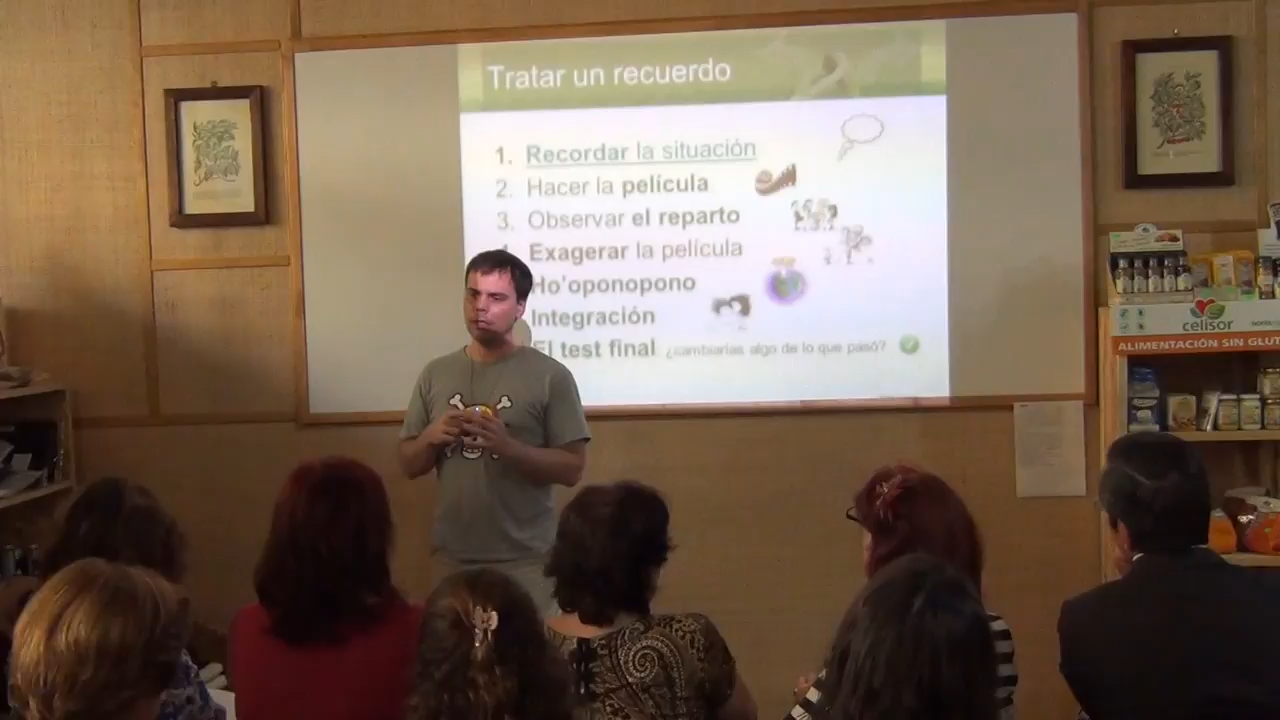 Tratar un recuerdo
1. Recordar la situación
2. Hacer la película
3. Observar el reparto
4. Exagerar la película
Ho'oponopono
Integración
El test final ¿cambiarías algo de lo que pasó?
celisor
ALIMENTACIÓN SIN GLUT